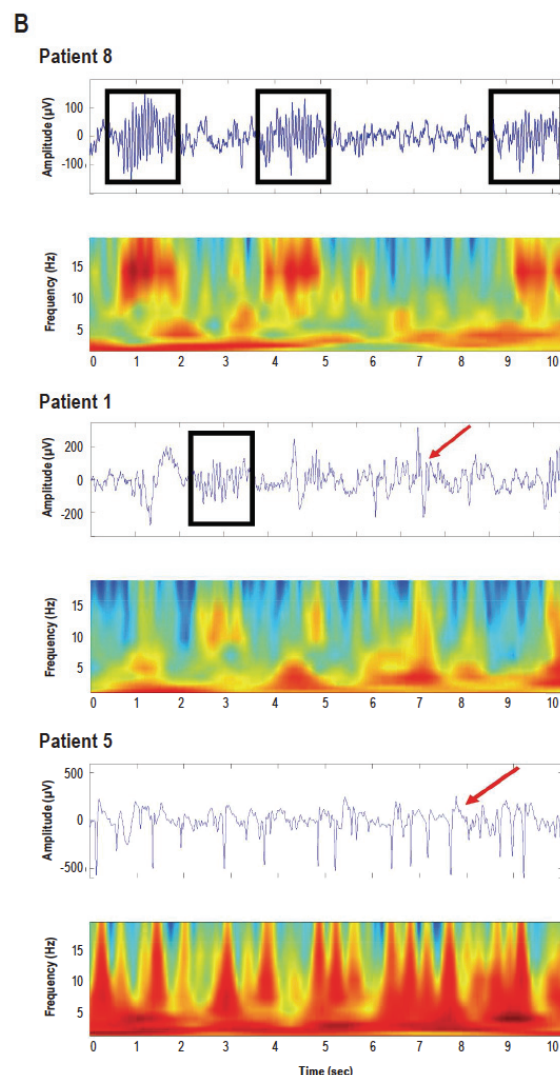 B
Patient 8
Amplitude (µV)
100
0
-100
Frequency (Hz)
15
10
5
0 1 2 3 4 5 6 7 8 9 10
Patient 1
Amplitude (µV)
200
0
-200
Frequency (Hz)
15
10
5
0 1 2 3 4 5 6 7 8 9 10
Patient 5
Amplitude (µV)
500
0
-500
Frequency (Hz)
15
10
5
0 1 2 3 4 5 6 7 8 9 10
Time (sec)